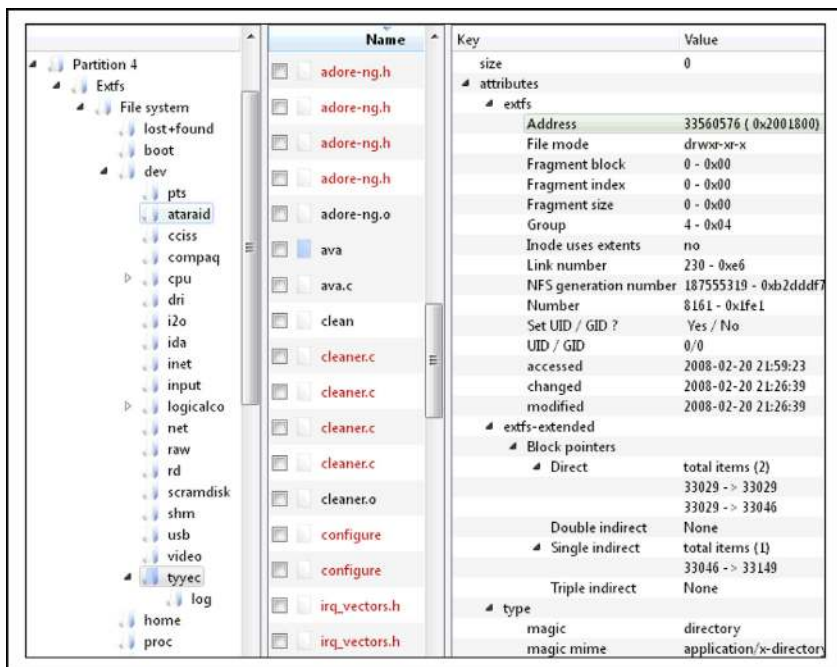 Partition 4
Extfs
File system
lost+found
boot
dev
pts
ataraid
cciss
compaq
cpu
dri
i2o
ida
inet
input
logicalco
net
raw
rd
scramdisk
shm
usb
video
tyyec
log
home
proc
Name
adore-ng.h
adore-ng.h
adore-ng.h
adore-ng.h
adore-ng.o
ava
ava.c
clean
cleaner.c
cleaner.c
cleaner.c
cleaner.c
cleaner.o
configure
configure
irq_vectors.h
irq_vectors.h
Key Value
size 0
attributes
extfs
Address 33560576 ( 0x2001800)
File mode drwxr-xr-x
Fragment block 0 - 0x00
Fragment index 0 - 0x00
Fragment size 0 - 0x00
Group 4 - 0x04
Inode uses extents no
Link number 230 - 0xe6
NFS generation number 187555319 - 0xb2dddf7
Number 8161 - 0x1fe1
Set UID / GID ? Yes / No
UID / GID 0/0
accessed 2008-02-20 21:59:23
changed 2008-02-20 21:26:39
modified 2008-02-20 21:26:39
extfs-extended
Block pointers
Direct total items (2)
33029 -> 33029
33029 -> 33046
Double indirect None
Single indirect total items (1)
33046 -> 33149
Triple indirect None
type
magic directory
magic mime application/x-directory